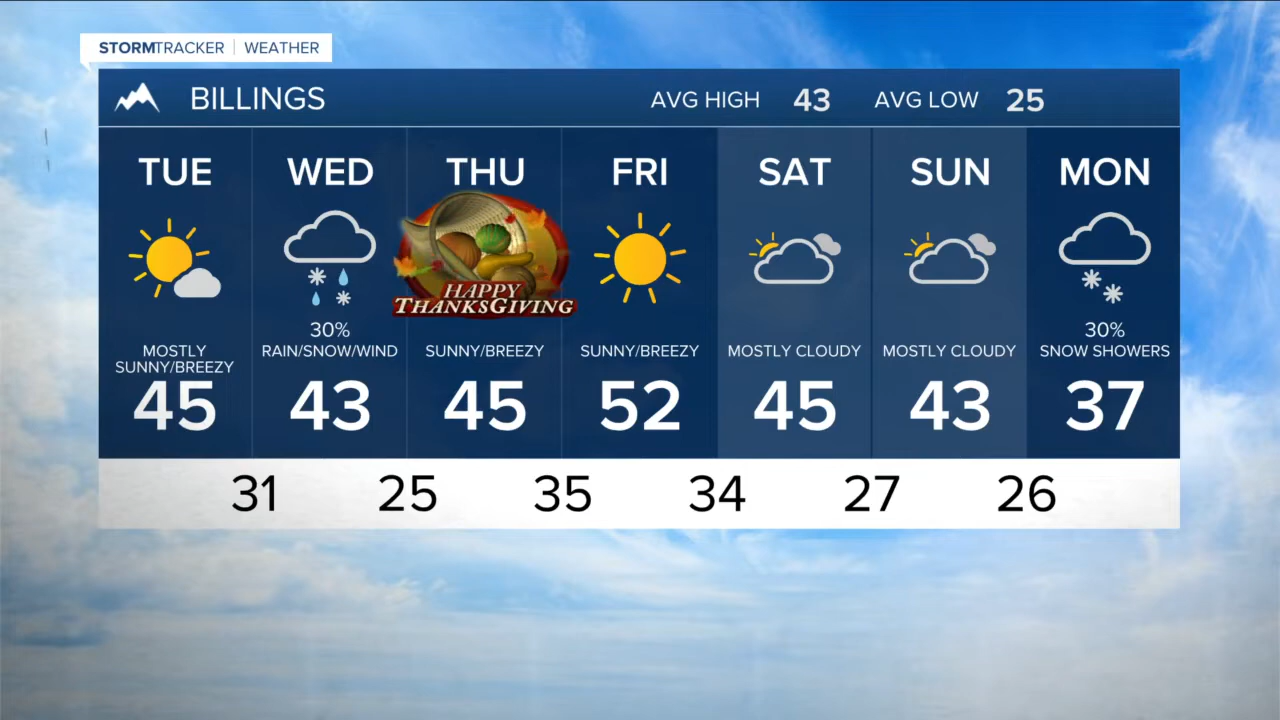 STORMTRACKER | WEATHER
BILLINGS AVG HIGH 43 AVG LOW 25
TUE WED THU FRI SAT SUN MON
HAPPY
THANKSGIVING
30% 30%
MOSTLY RAIN/SNOW/WIND SUNNY/BREEZY SUNNY/BREEZY MOSTLY CLOUDY MOSTLY CLOUDY SNOW SHOWERS
SUNNY/BREEZY
45 43 45 52 45 43 37
31 25 35 34 27 26